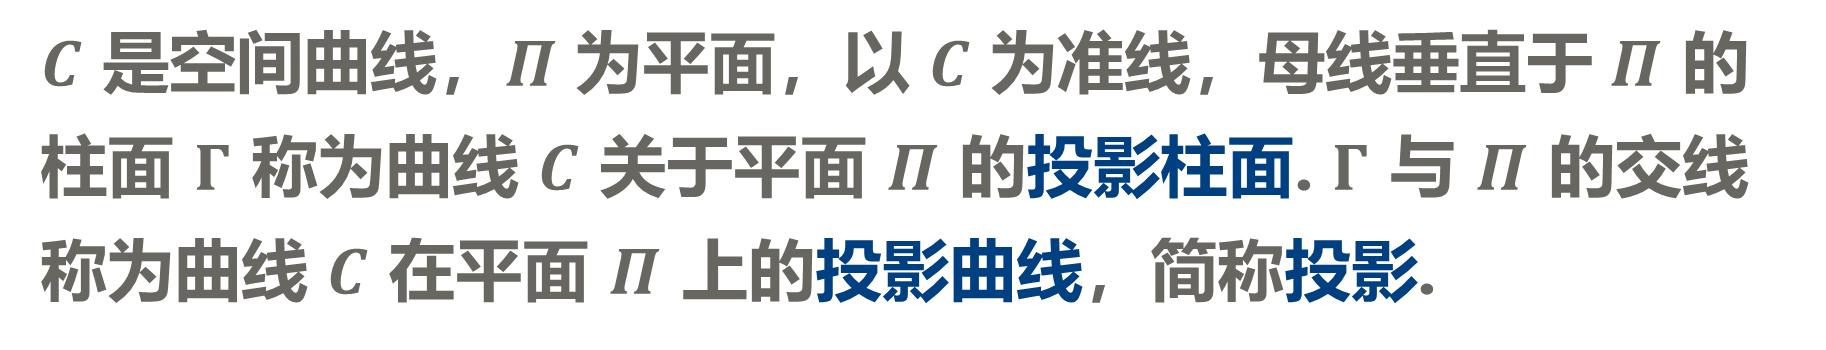 C 是空间曲线，Π 为平面，以 C 为准线，母线垂直于 Π 的
柱面 Γ 称为曲线 C 关于平面 Π 的投影柱面. Γ 与 Π 的交线
称为曲线 C 在平面 Π 上的投影曲线，简称投影.